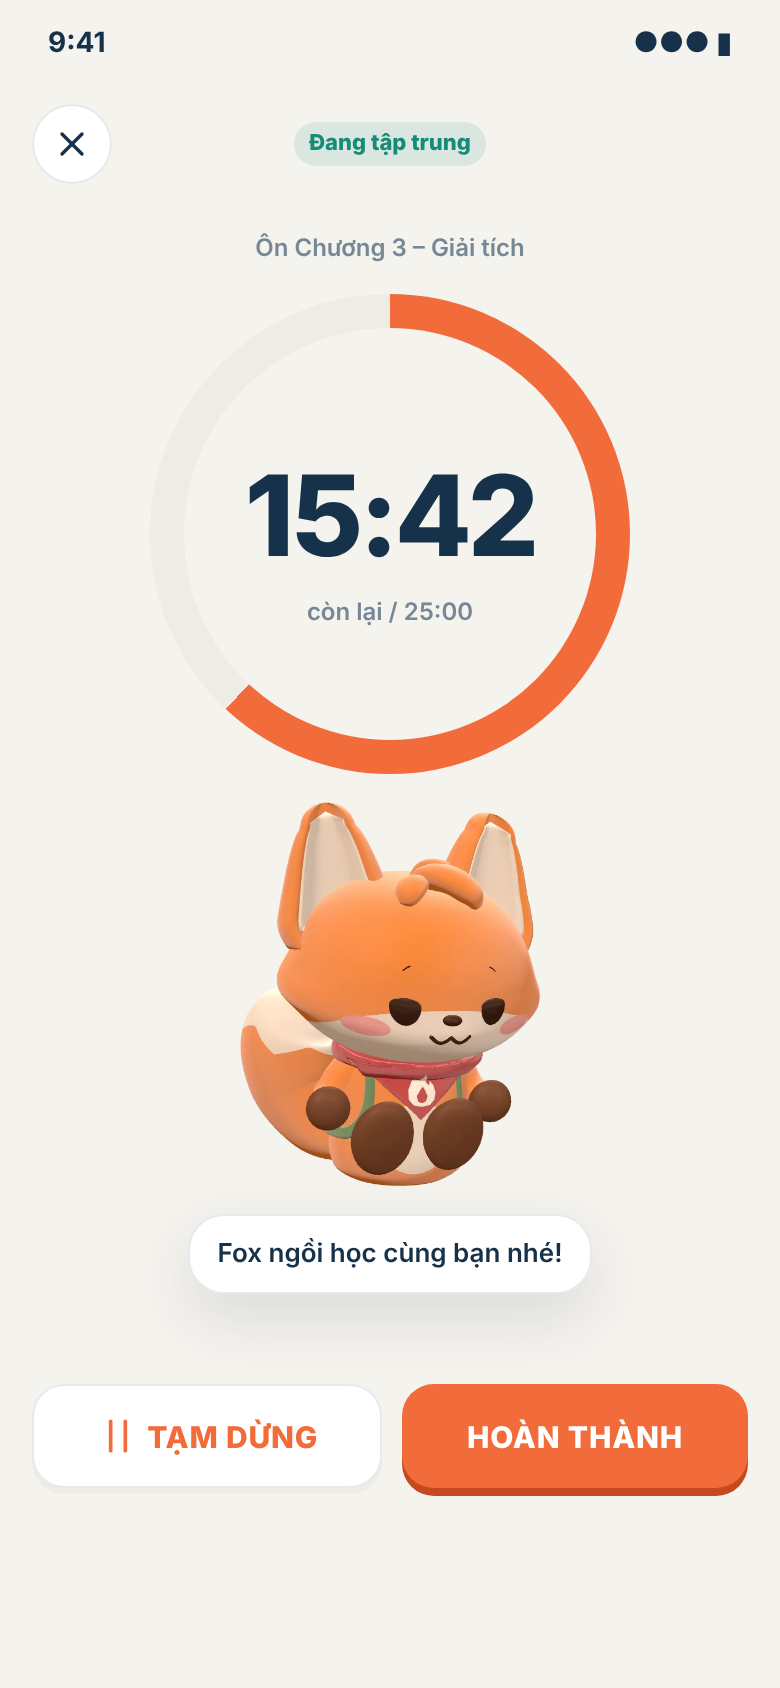 9:41
Đang tập trung
Ôn Chương 3 – Giải tích
15:42
còn lại / 25:00
Fox ngồi học cùng bạn nhé!
TẠM DỪNG
HOÀN THÀNH